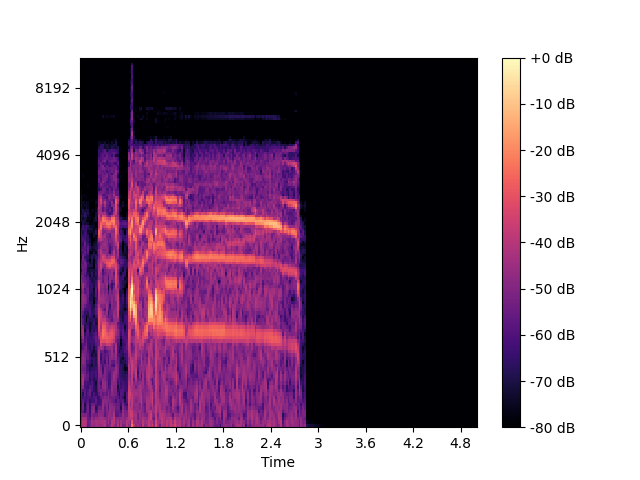 +0 dB
8192
-10 dB
4096
-20 dB
-30 dB
2048
-40 dB
Hz
1024
-50 dB
-60 dB
512
-70 dB
0
-80 dB
0 0.6 1.2 1.8 2.4 3 3.6 4.2 4.8
Time